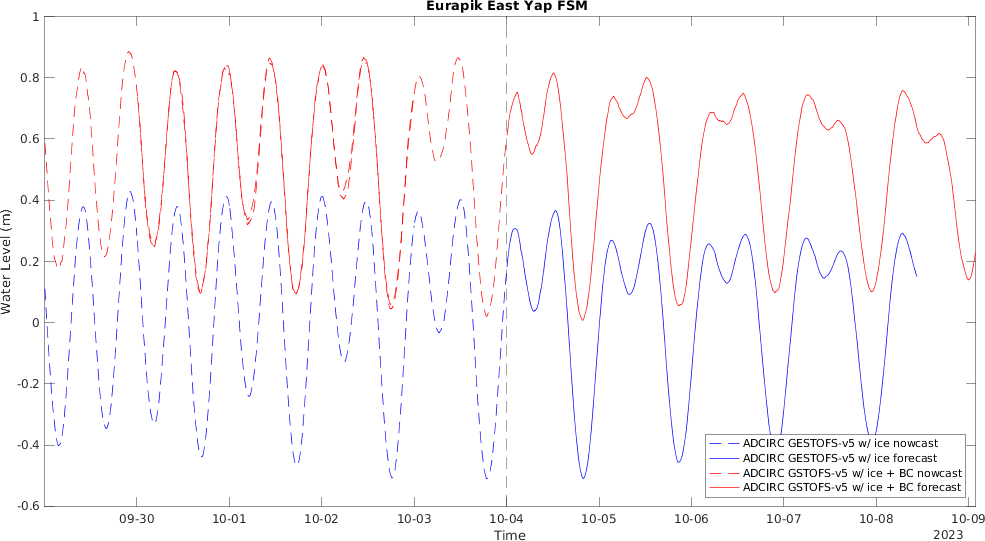 Eurapik East Yap FSM
1
0.8
0.6
0.4
0.2
0
-0.2
-0.4
-0.6
Water Level (m)
09-30
10-01
10-02
10-03
10-04
10-05
10-06
10-07
10-08
10-09
Time
2023
ADCIRC GESTOFS-v5 w/ ice nowcast
ADCIRC GESTOFS-v5 w/ ice forecast
ADCIRC GSTOFS-v5 w/ ice + BC nowcast
ADCIRC GSTOFS-v5 w/ ice + BC forecast